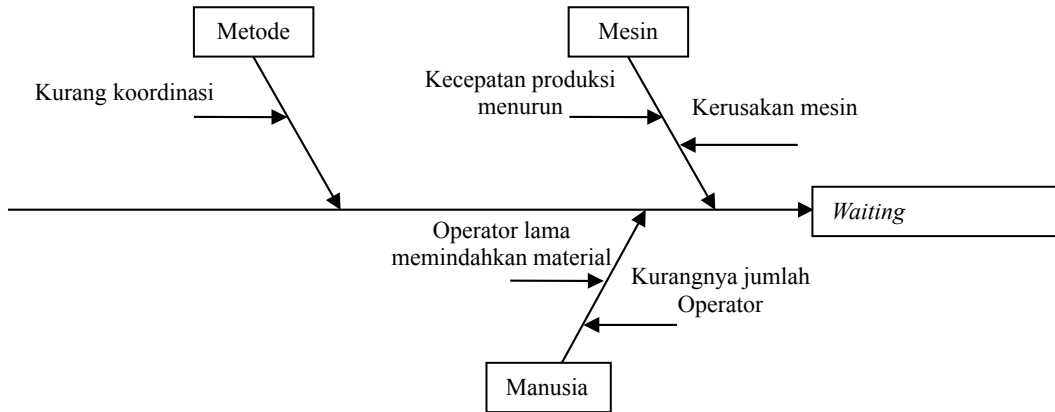 Metode
Mesin
Kurang koordinasi
Kecepatan produksi
menurun
Kerusakan mesin
Waiting
Operator lama
memindahkan material
Kurangnya jumlah
Operator
Manusia